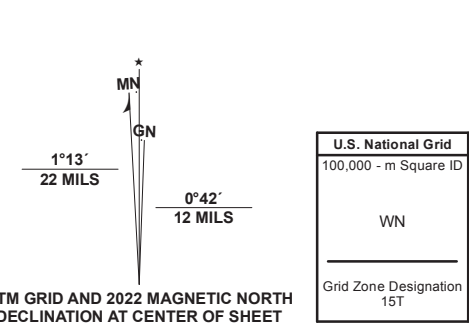 ★
MN
GN
1°13´
22 MILS
0°42´
12 MILS
TM GRID AND 2022 MAGNETIC NORTH
DECLINATION AT CENTER OF SHEET
U.S. National Grid
100,000 - m Square ID
WN
Grid Zone Designation
15T